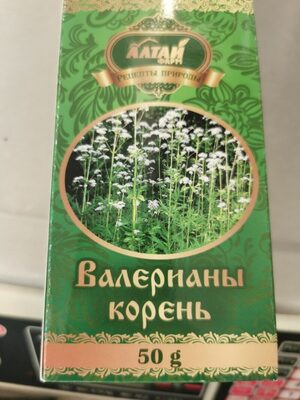 АЛТАЙ
ФАРМ
РЕЦЕПТЫ ПРИРОДЫ
Валерианы
корень
50 g